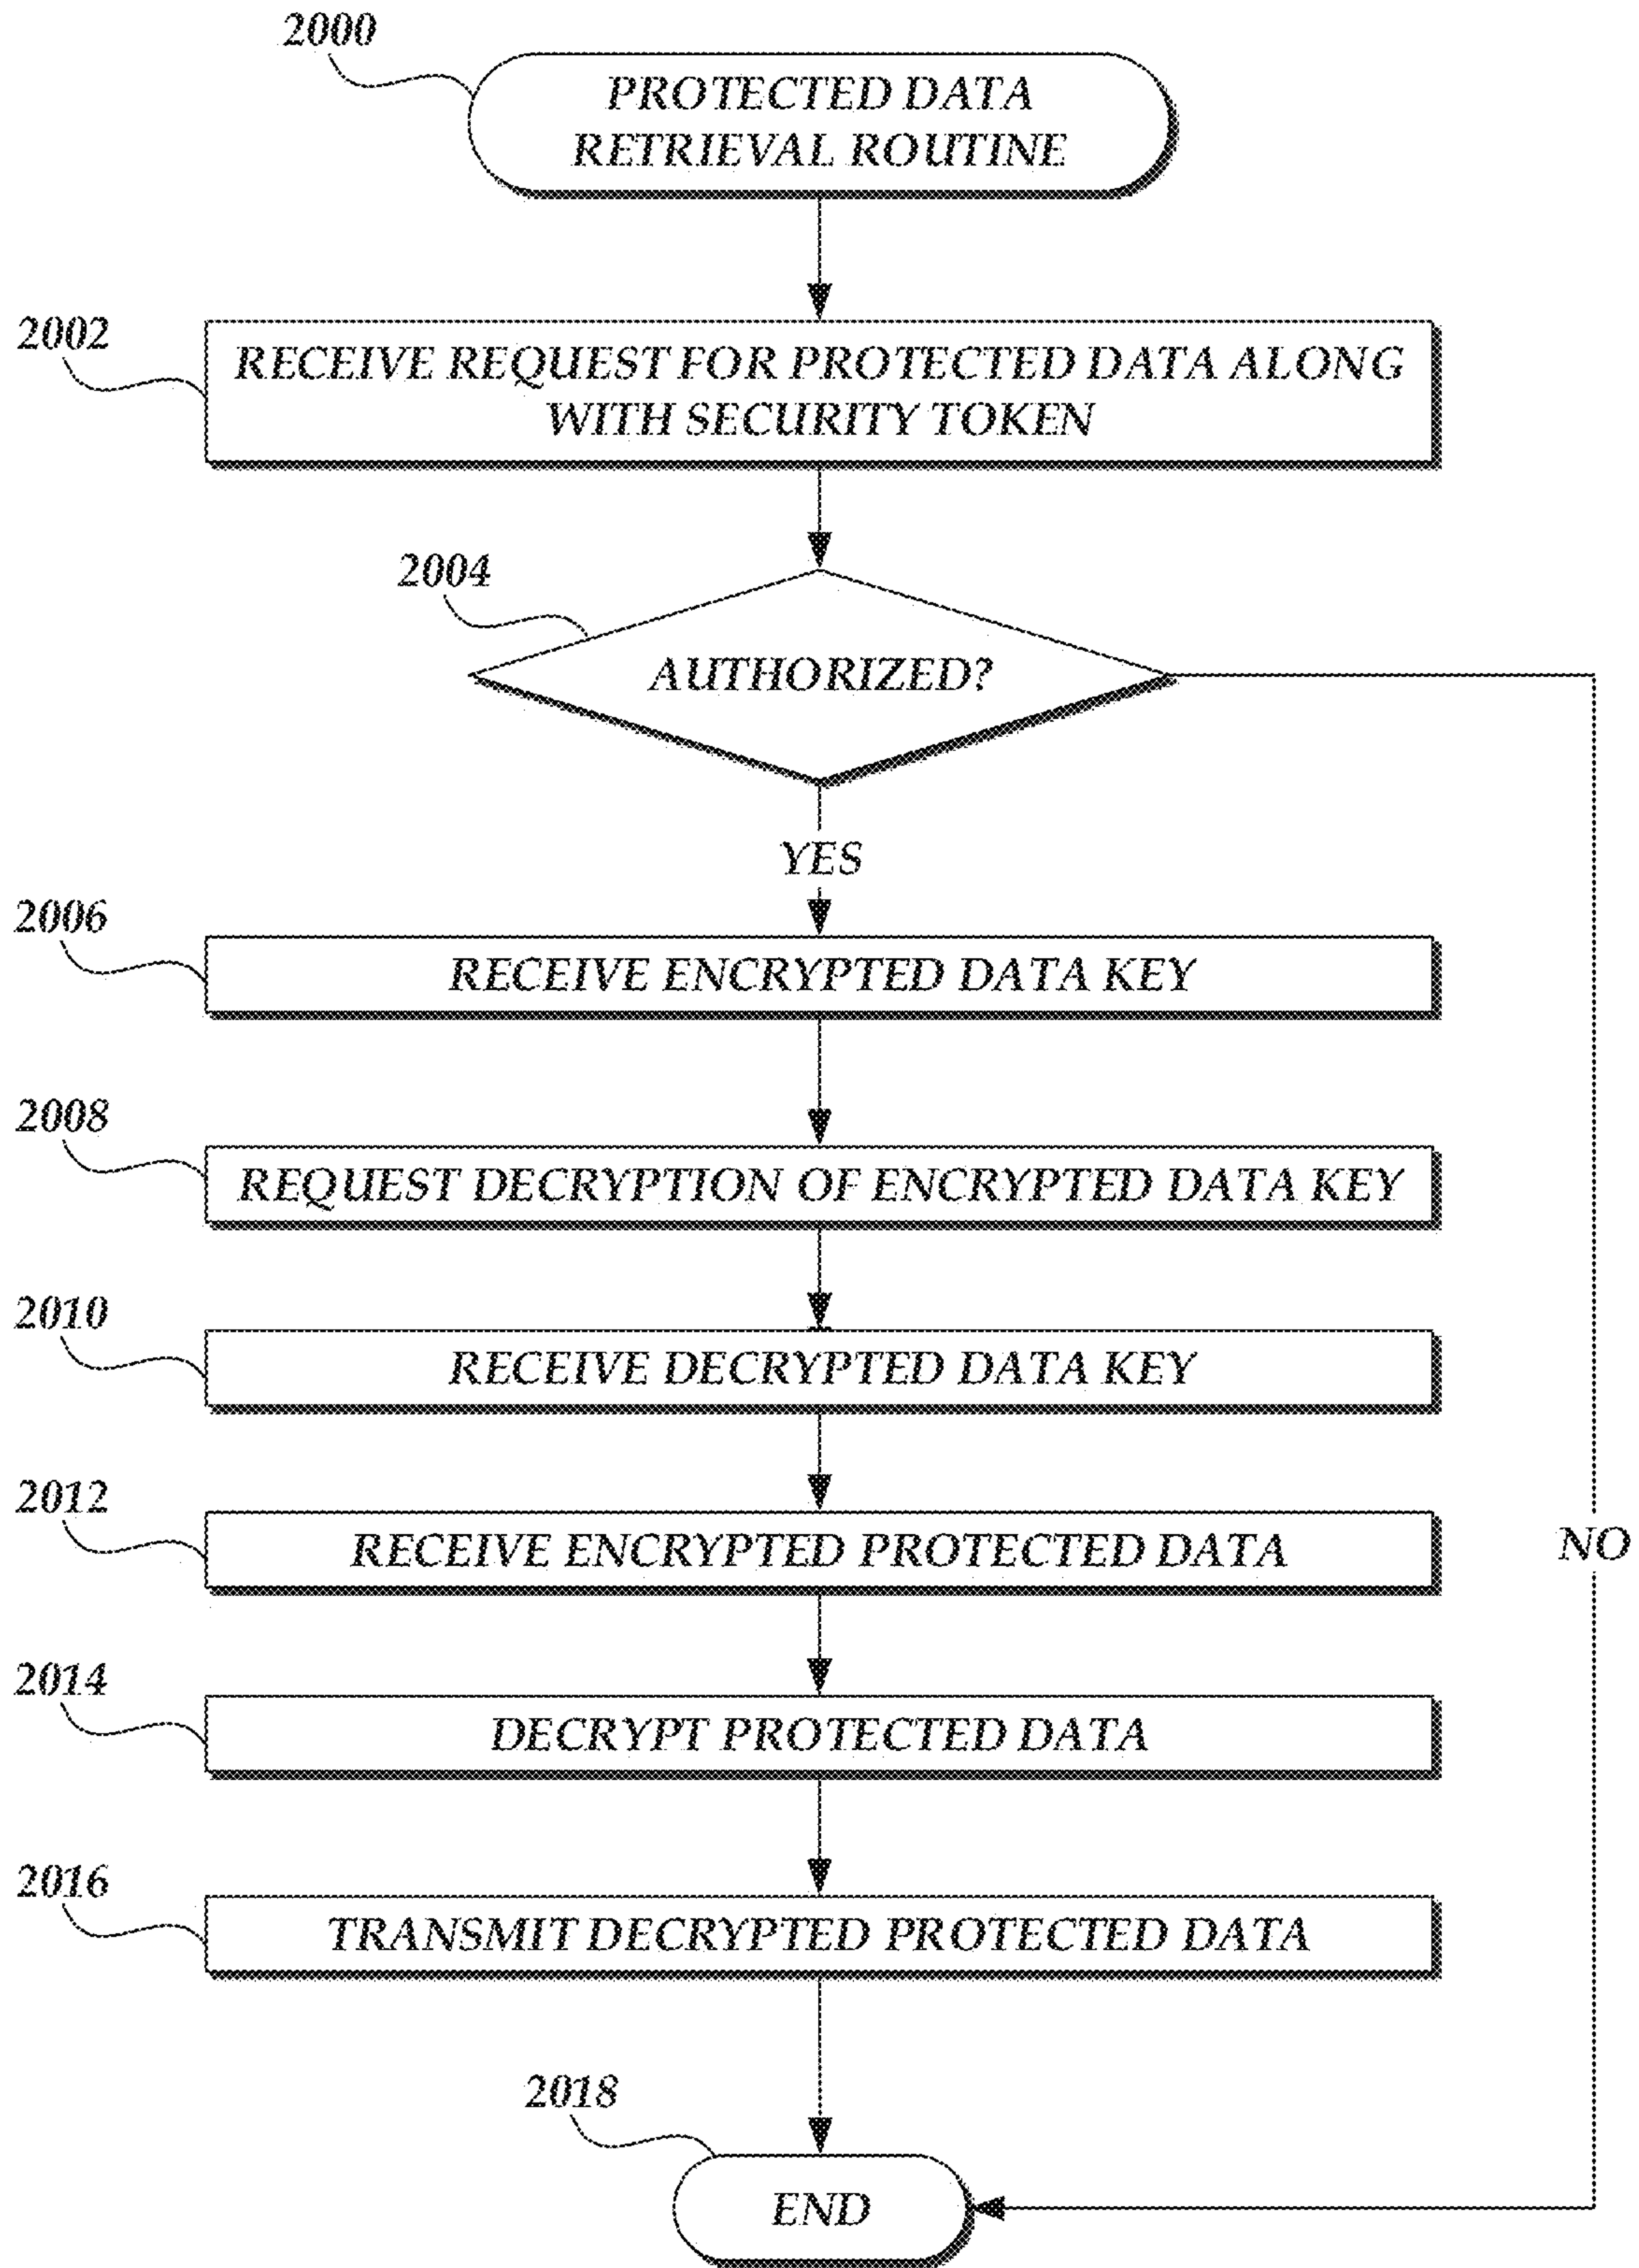 2000
PROTECTED DATA
RETRIEVAL ROUTINE
2002
RECEIVE REQUEST FOR PROTECTED DATA ALONG
WITH SECURITY TOKEN
2004
AUTHORIZED?
YES
2006
RECEIVE ENCRYPTED DATA KEY
2008
REQUEST DECRYPTION OF ENCRYPTED DATA KEY
2010
RECEIVE DECRYPTED DATA KEY
2012
RECEIVE ENCRYPTED PROTECTED DATA
NO
2014
DECRYPT PROTECTED DATA
2016
TRANSMIT DECRYPTED PROTECTED DATA
2018
END